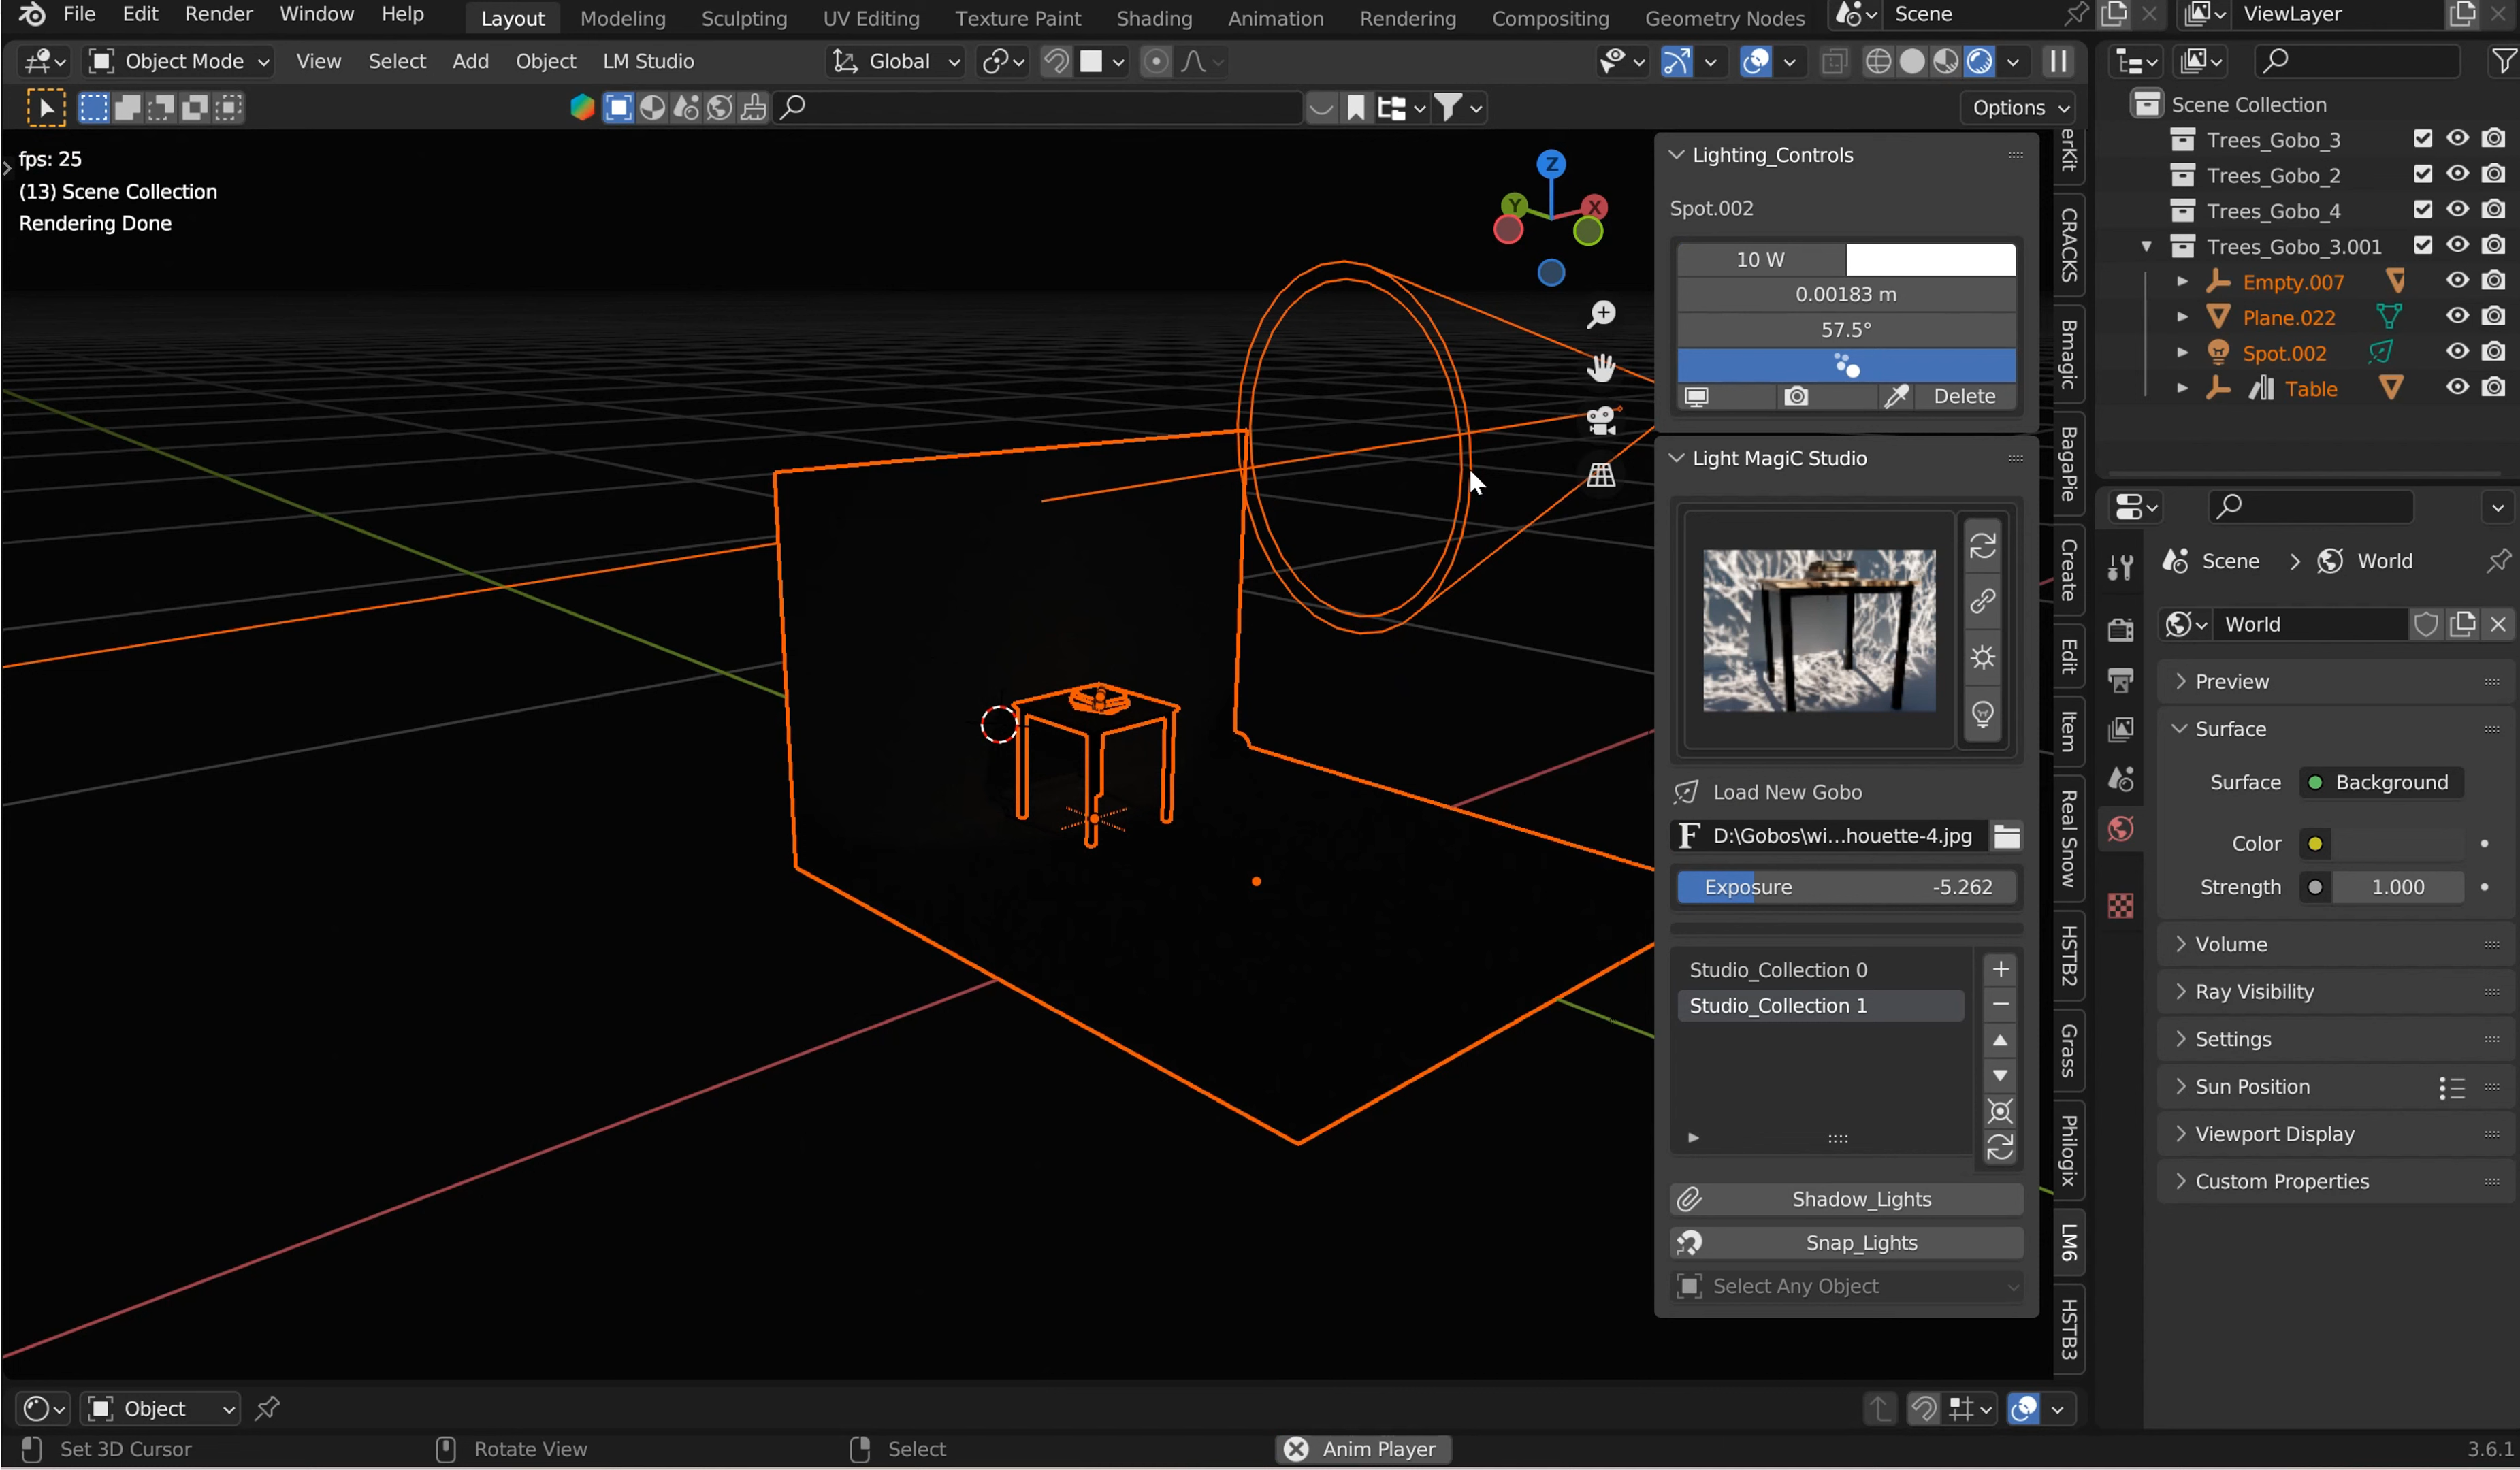 File Edit Render Window Help Layout Modeling Sculpting UV Editing Texture Paint Shading Animation Rendering Compositing Geometry Nodes Scene ViewLayer
Object Mode View Select Add Object LM Studio Global
Options
fps: 25
(13) Scene Collection
Rendering Done
Z
Y
X
Lighting_Controls
Spot.002
10 W
0.00183 m
57.5°
Delete
Light MagiC Studio
Load New Gobo
D:\Gobos\wi...houette-4.jpg
Exposure -5.262
Studio_Collection 0
Studio_Collection 1
Shadow_Lights
Snap_Lights
Select Any Object
erKit
CRACKS
Bmagic
BagaPie
Create
Edit
Item
Real Snow
HSTB2
Grass
Philogix
LM6
HSTB3
Scene Collection
Trees_Gobo_3
Trees_Gobo_2
Trees_Gobo_4
Trees_Gobo_3.001
Empty.007
Plane.022
Spot.002
Table
Scene > World
World
Preview
Surface
Surface Background
Color
Strength 1.000
Volume
Ray Visibility
Settings
Sun Position
Viewport Display
Custom Properties
Object
Set 3D Cursor Rotate View Select Anim Player 3.6.1